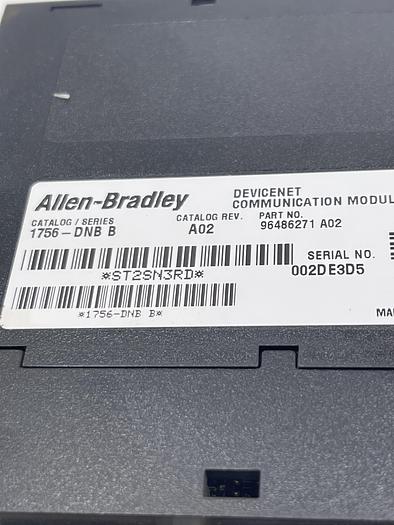 Allen-Bradley
DEVICENET
COMMUNICATION MODUL
CATALOG / SERIES
1756-DNB B
CATALOG REV.
A02
PART NO.
96486271 A02
*ST2SN3RD*
SERIAL NO.
002DE3D5
*1756-DNB B*
MA